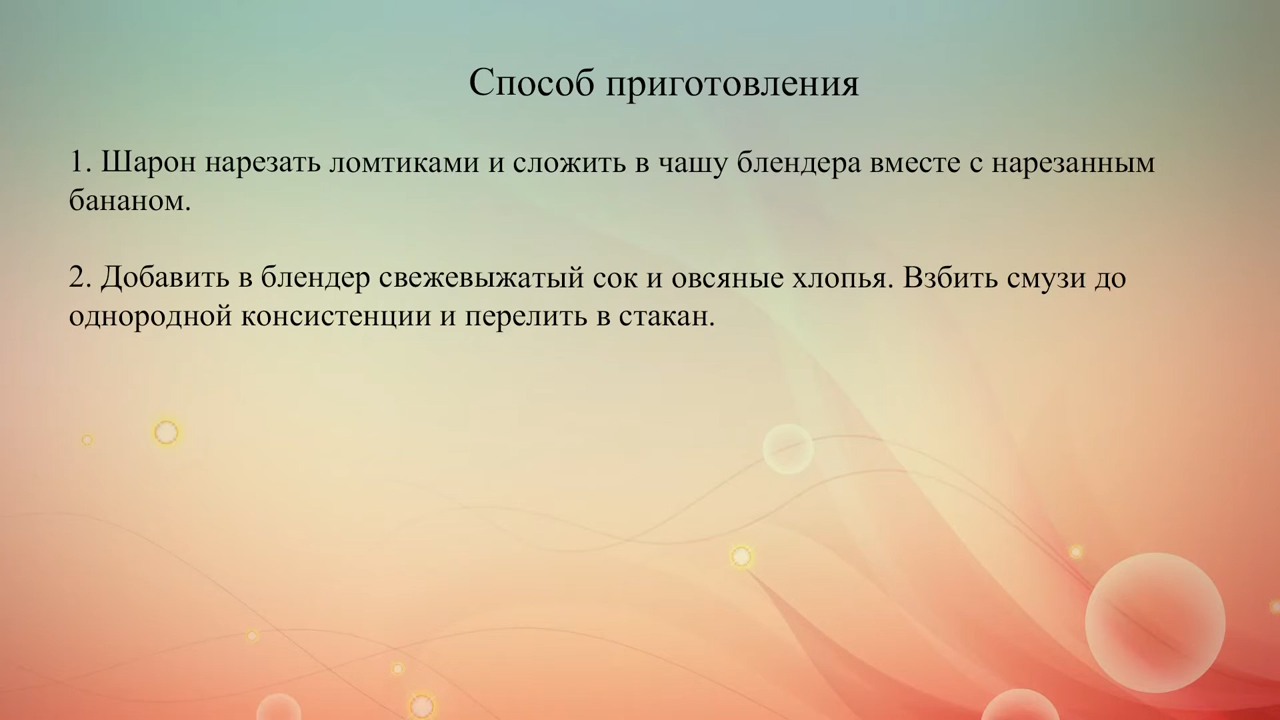 Способ приготовления
1. Шарон нарезать ломтиками и сложить в чашу блендера вместе с нарезанным
бананом.
2. Добавить в блендер свежевыжатый сок и овсяные хлопья. Взбить смузи до
однородной консистенции и перелить в стакан.